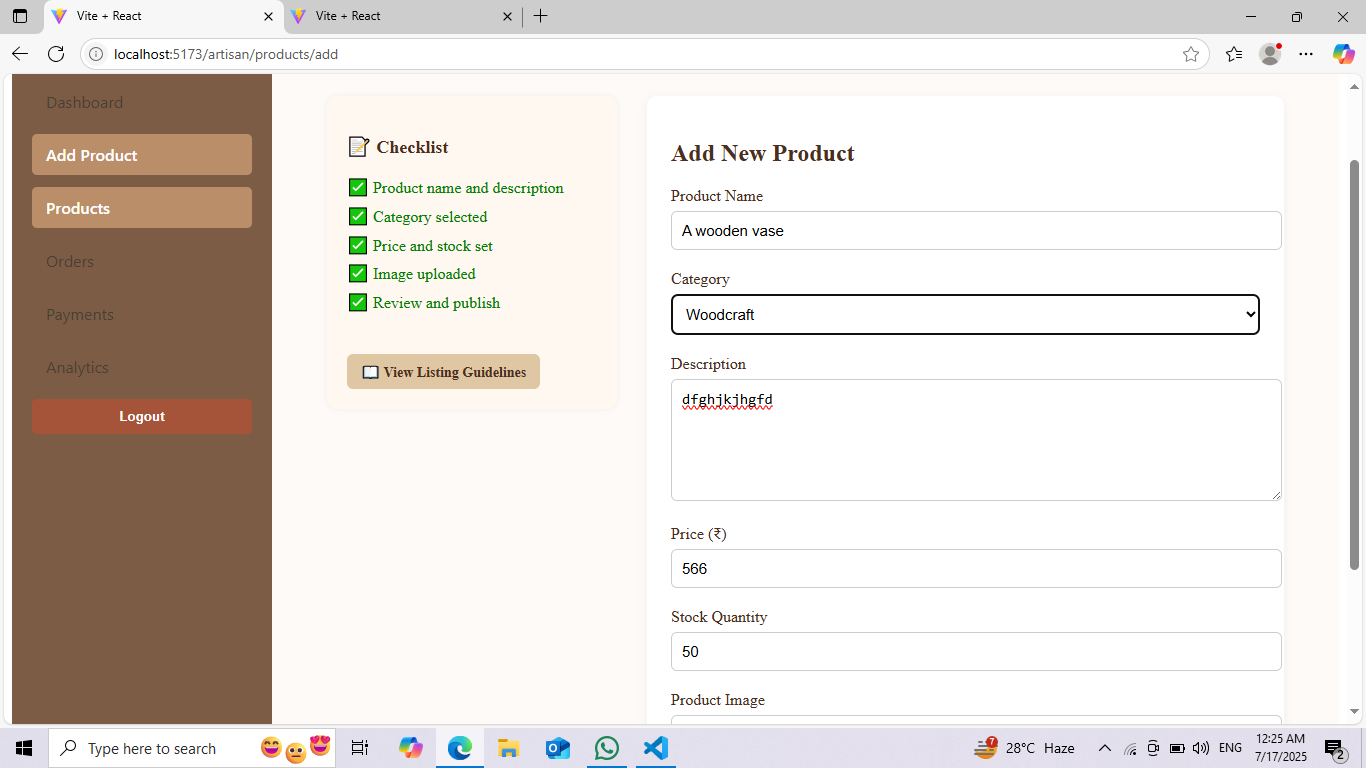 Vite + React
Vite + React
localhost:5173/artisan/products/add
Dashboard
Add Product
Products
Orders
Payments
Analytics
Logout
Checklist
Product name and description
Category selected
Price and stock set
Image uploaded
Review and publish
View Listing Guidelines
Add New Product
Product Name
A wooden vase
Category
Woodcraft
Description
dfghjkjhgfd
Price (₹)
566
Stock Quantity
50
Product Image
Type here to search
7
28°C Haze
ENG
12:25 AM
7/17/2025
2